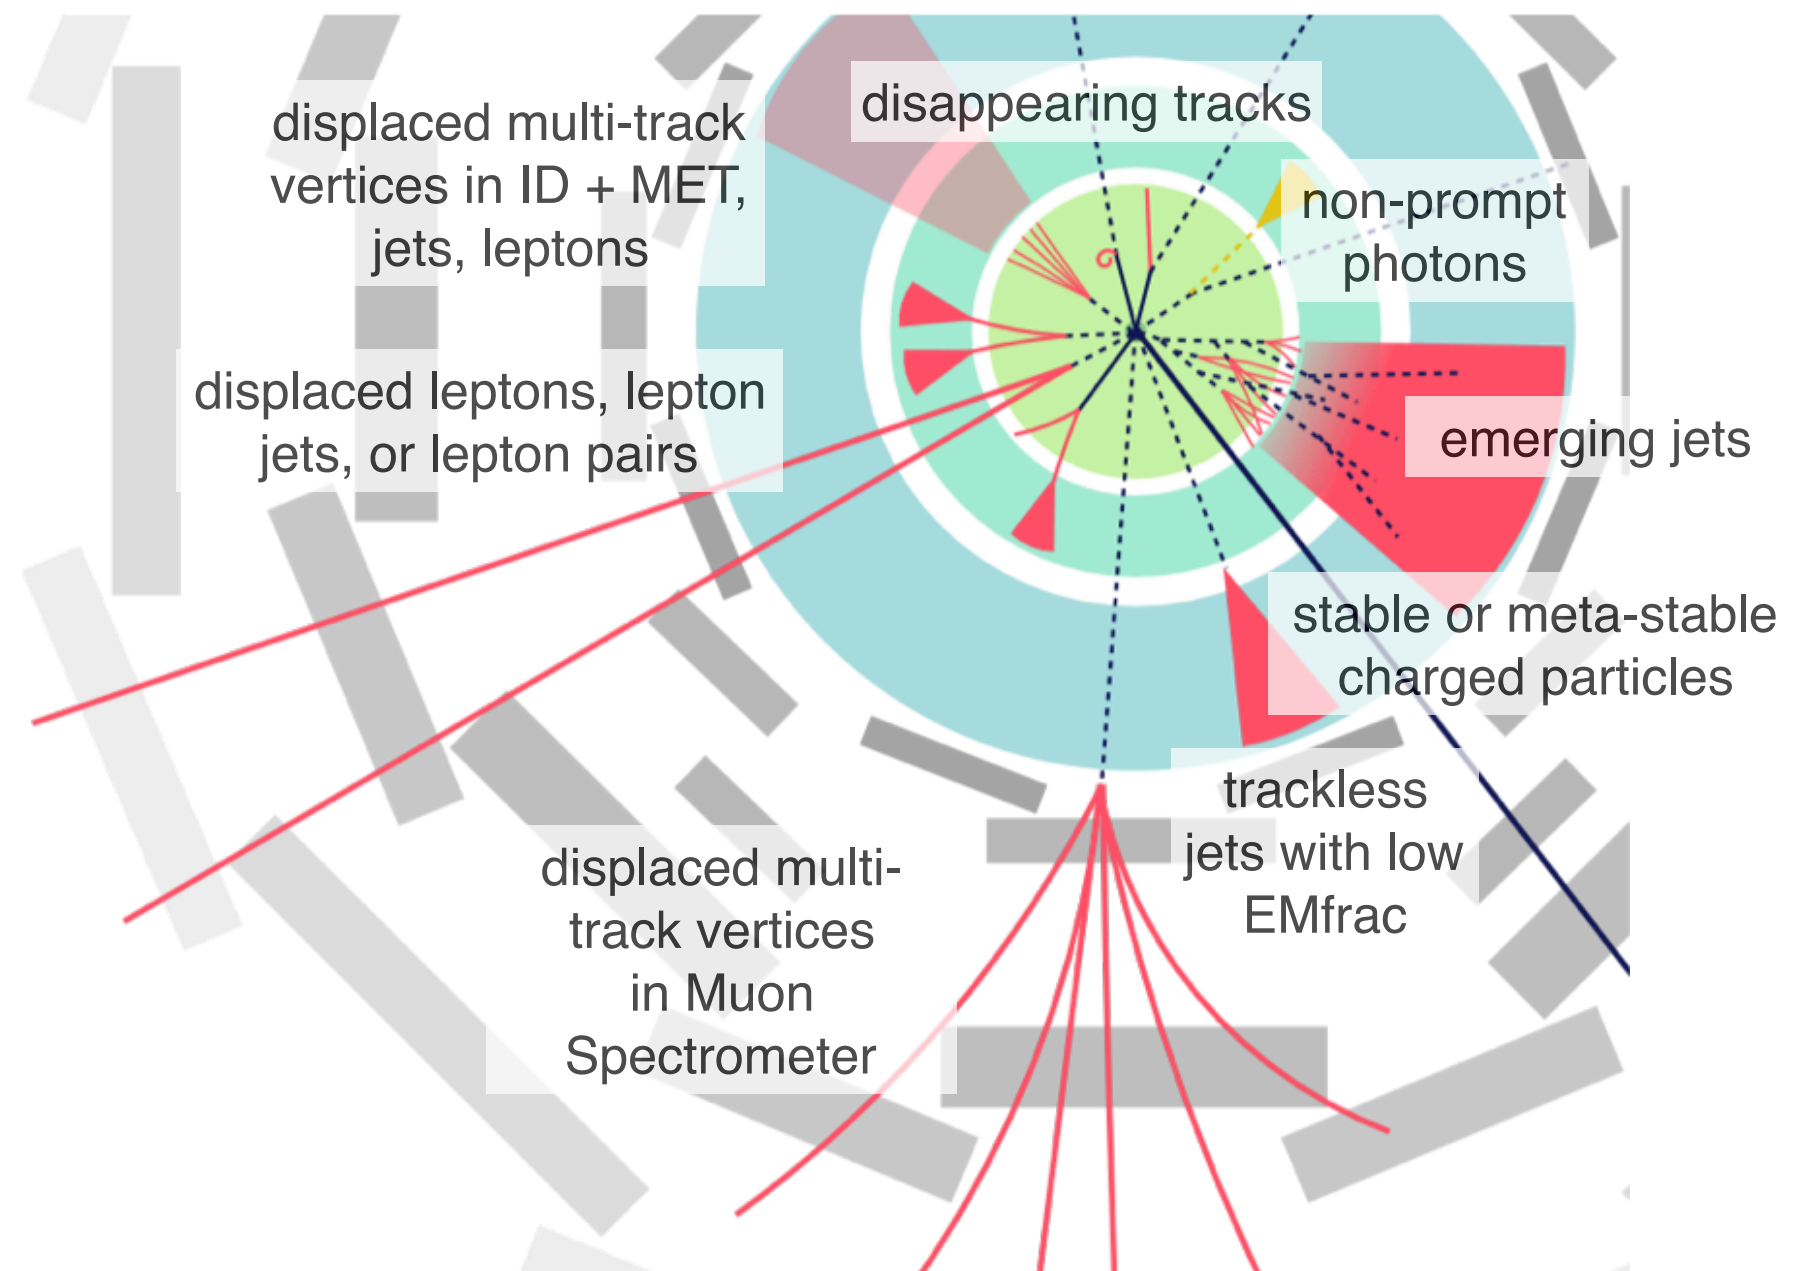 disappearing tracks
displaced multi-track
vertices in ID + MET,
jets, leptons
non-prompt
photons
displaced leptons, lepton
jets, or lepton pairs
emerging jets
stable or meta-stable
charged particles
trackless
jets with low
EMfrac
displaced multi-
track vertices
in Muon
Spectrometer